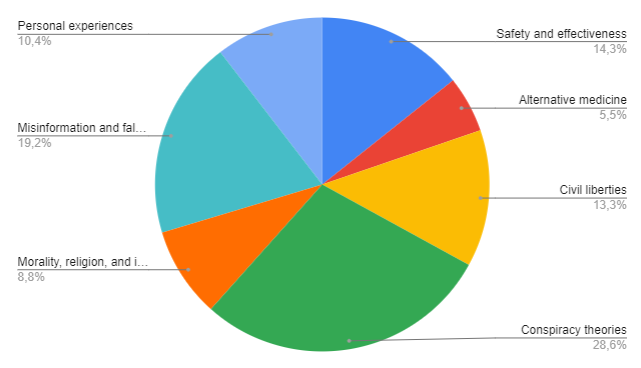 Personal experiences
10,4%
Safety and effectiveness
14,3%
Alternative medicine
5,5%
Misinformation and fal...
19,2%
Civil liberties
13,3%
Morality, religion, and i...
8,8%
Conspiracy theories
28,6%